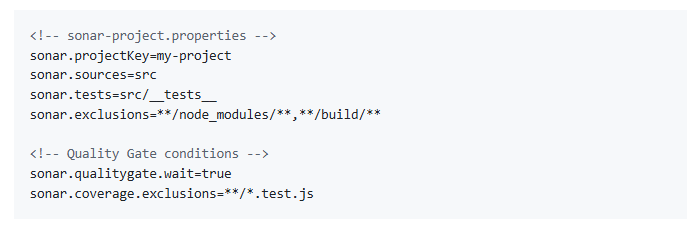 <!-- sonar-project.properties -->
sonar.projectKey=my-project
sonar.sources=src
sonar.tests=src/__tests__
sonar.exclusions=**/node_modules/**,**/build/**
<!-- Quality Gate conditions -->
sonar.qualitygate.wait=true
sonar.coverage.exclusions=**/*.test.js